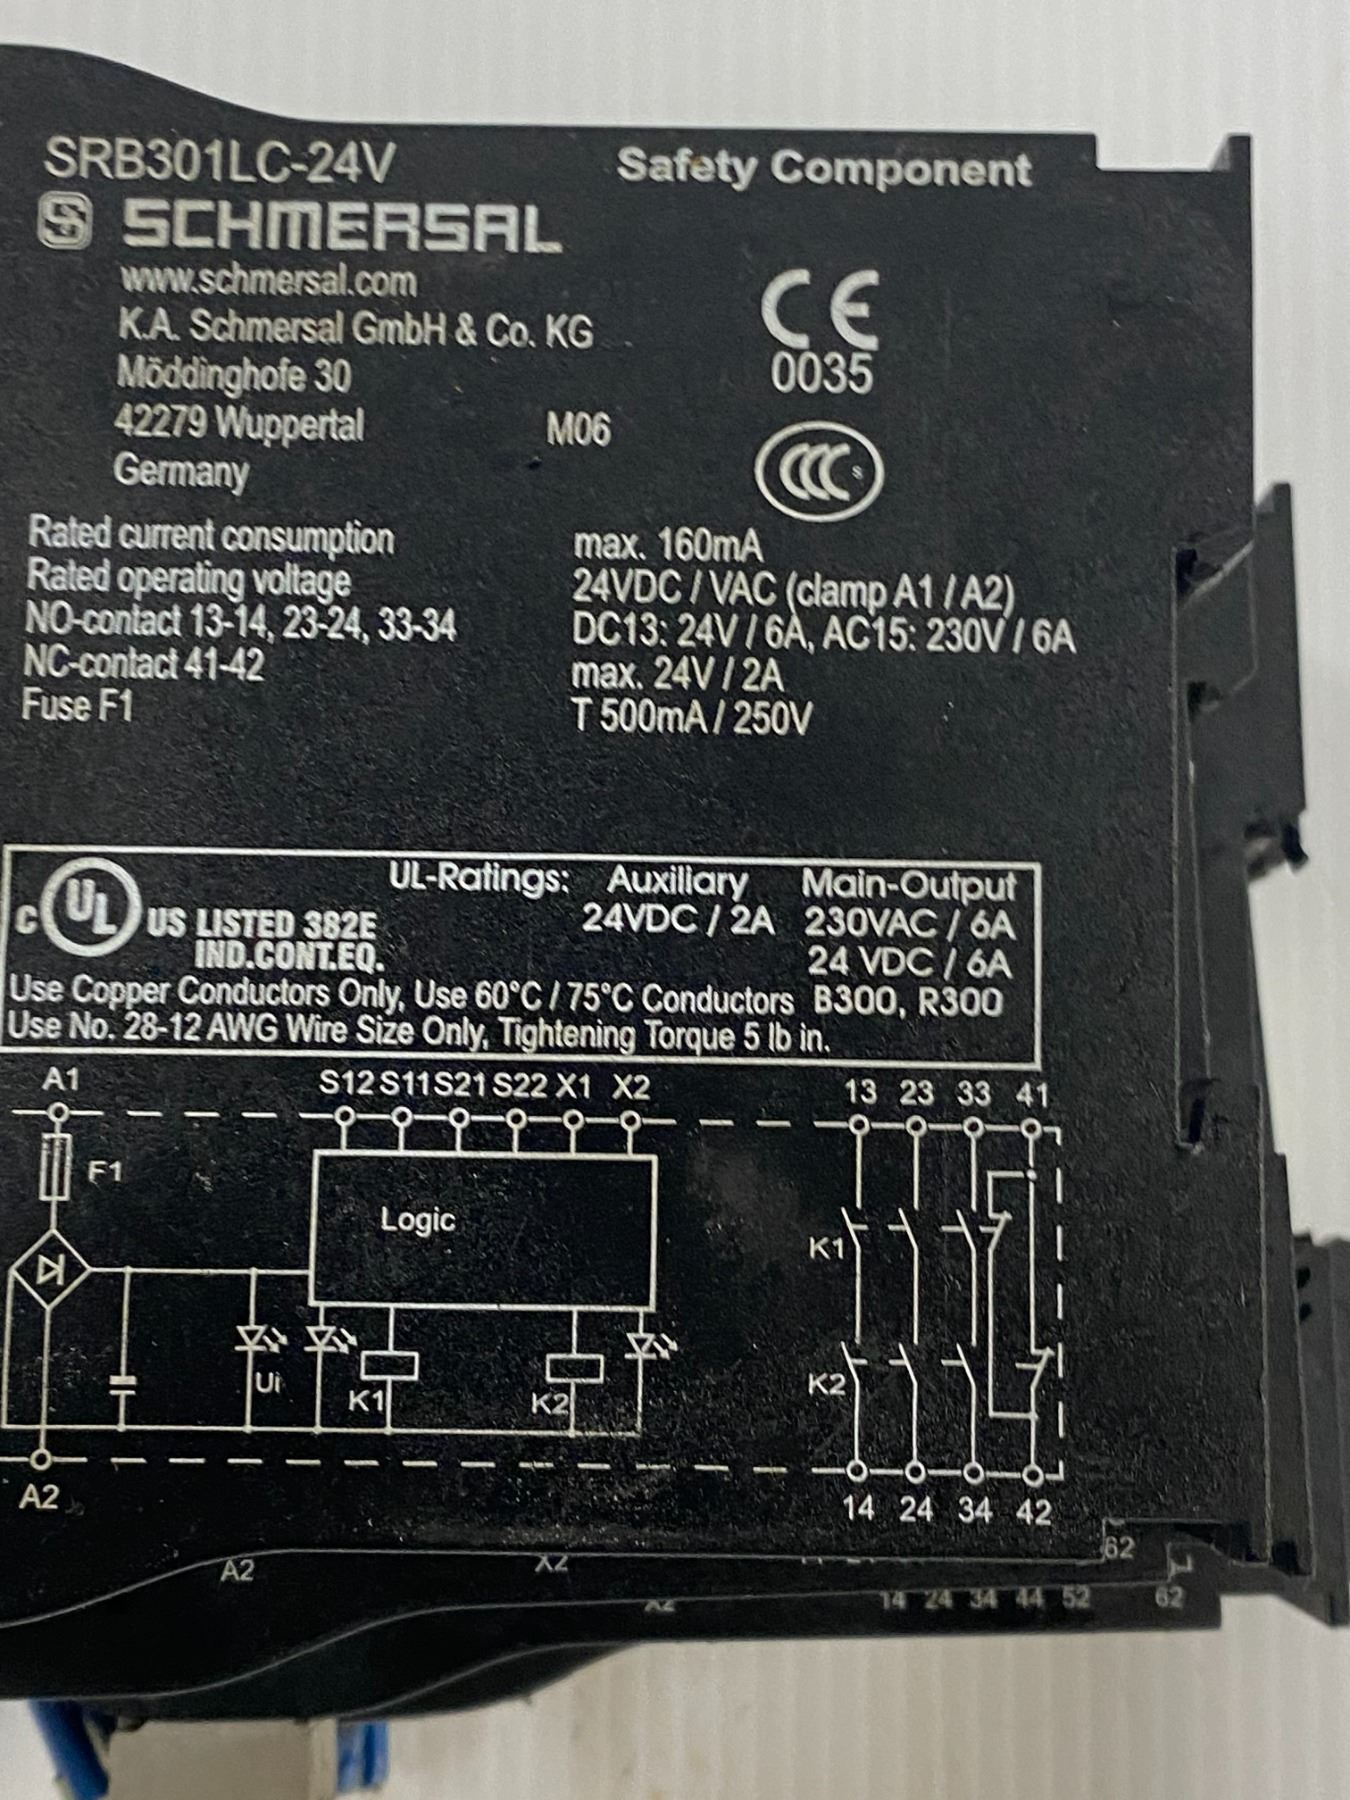 SRB301LC-24V Safety Component
SCHMERSAL
www.schmersal.com
K.A. Schmersal GmbH & Co. KG
CE
0035
Möddinghofe 30
42279 Wuppertal M06
CCC S
Germany
Rated current consumption max. 160mA
Rated operating voltage 24VDC / VAC (clamp A1 / A2)
NO-contact 13-14, 23-24, 33-34 DC13: 24V / 6A, AC15: 230V / 6A
NC-contact 41-42 max. 24V / 2A
Fuse F1 T 500mA / 250V
UL-Ratings: Auxiliary Main-Output
C UL US LISTED 382E 24VDC / 2A 230VAC / 6A
IND.CONT.EQ. 24 VDC / 6A
Use Copper Conductors Only, Use 60°C / 75°C Conductors B300, R300
Use No. 28-12 AWG Wire Size Only, Tightening Torque 5 lb in.
A1 S12 S11 S21 S22 X1 X2 13 23 33 41
F1
Logic
K1
Ui K1 K2 K2
A2 14 24 34 42
A2 X2 62
X2 14 24 34 44 52 62